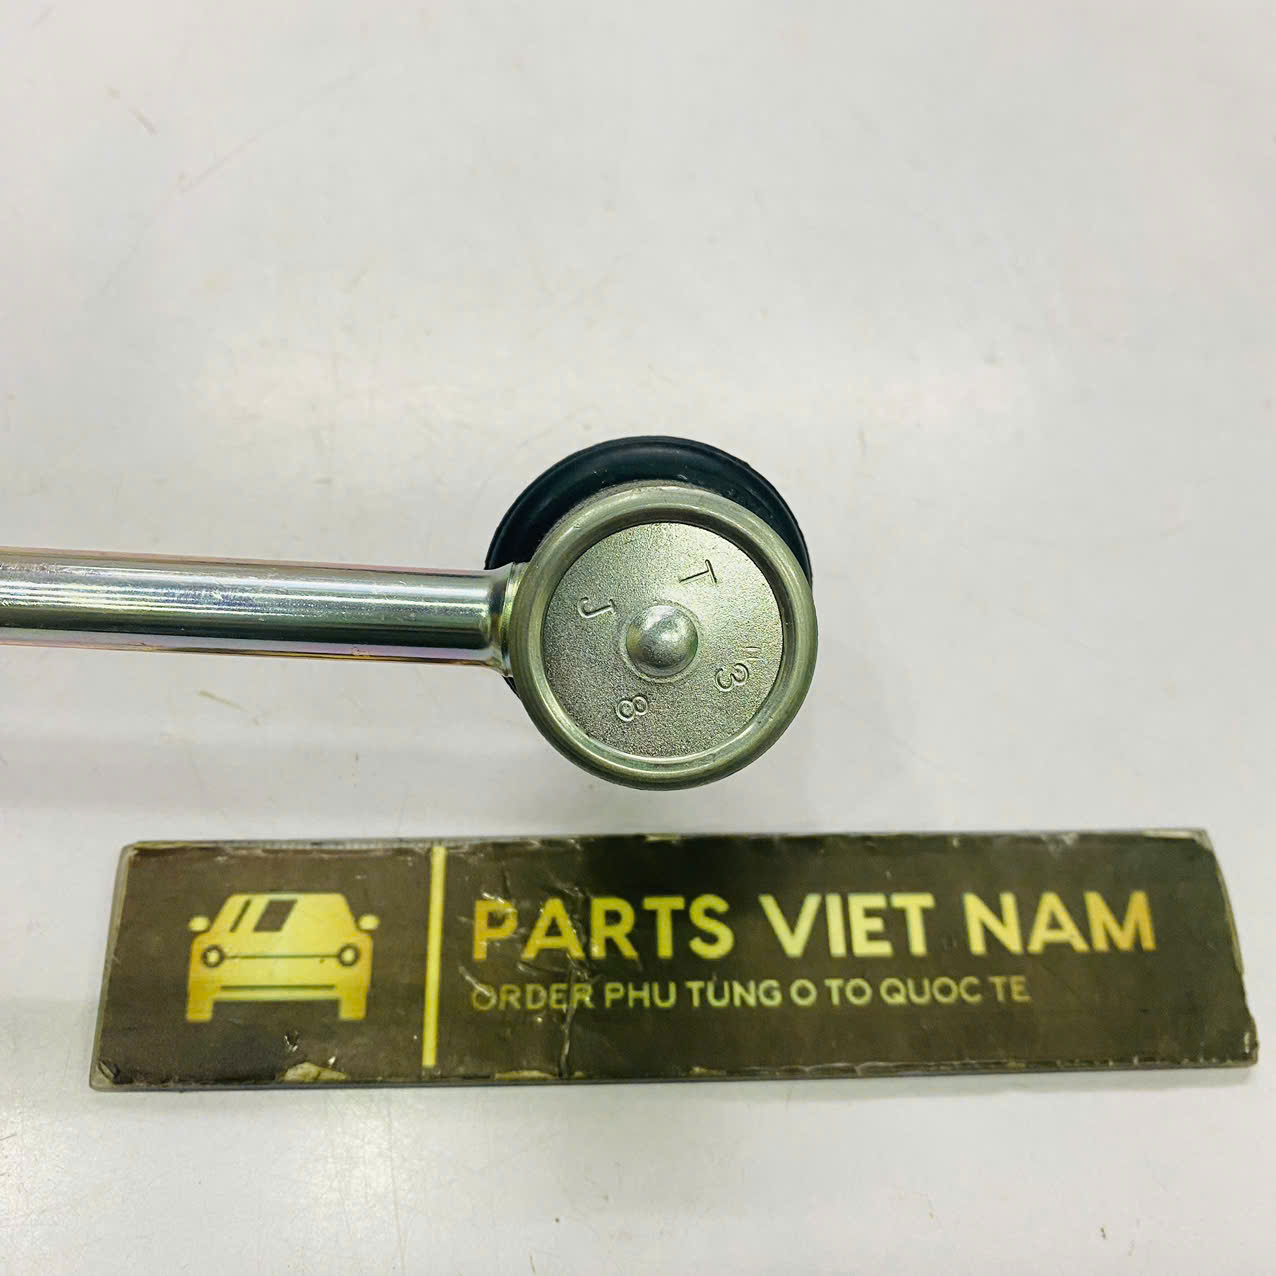 J T
8 3
PARTS VIET NAM
ORDER PHU TUNG O TO QUOC TE